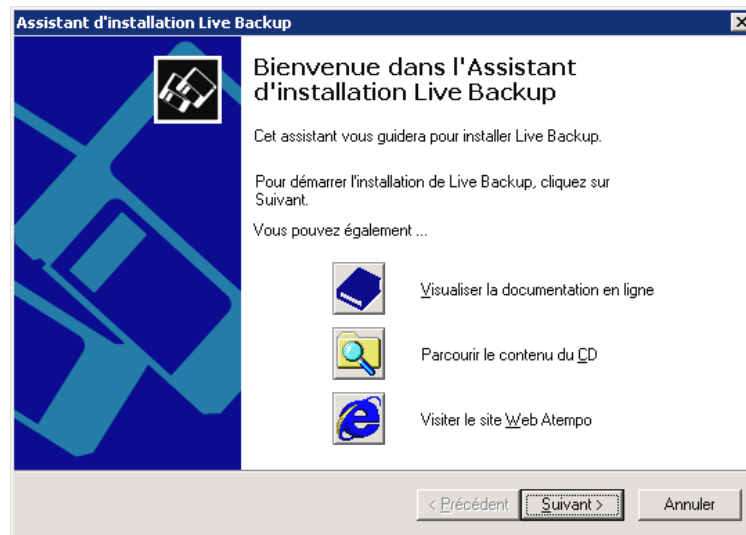 Assistant d'installation Live Backup
Bienvenue dans l'Assistant
d'installation Live Backup
Cet assistant vous guidera pour installer Live Backup.
Pour démarrer l'installation de Live Backup, cliquez sur
Suivant.
Vous pouvez également ...
Visualiser la documentation en ligne
Parcourir le contenu du CD
Visiter le site Web Atempo
< Précédent
Suivant >
Annuler